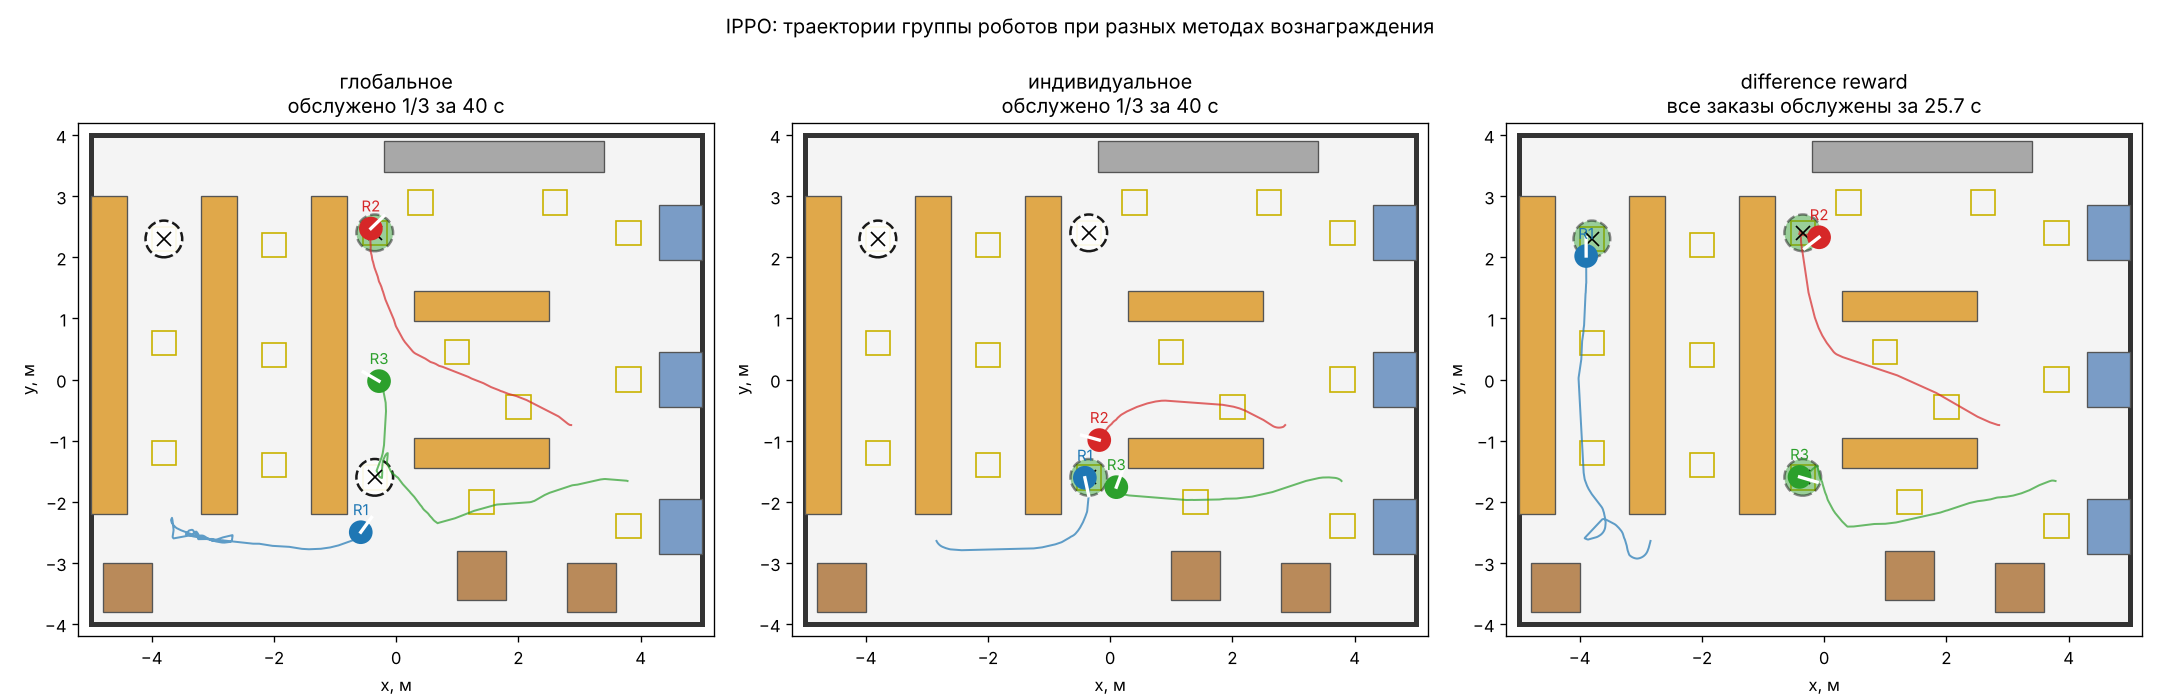 IPPO: траектории группы роботов при разных методах вознаграждения
глобальное
обслужено 1/3 за 40 с
4
3
2
1
0
−1
−2
−3
−4
y, м
R2
R3
R1
−4
−2
0
2
4
x, м
индивидуальное
обслужено 1/3 за 40 с
4
3
2
1
0
−1
−2
−3
−4
y, м
R2
R1
R3
−4
−2
0
2
4
x, м
difference reward
все заказы обслужены за 25.7 с
4
3
2
1
0
−1
−2
−3
−4
y, м
R2
R1
R3
−4
−2
0
2
4
x, м